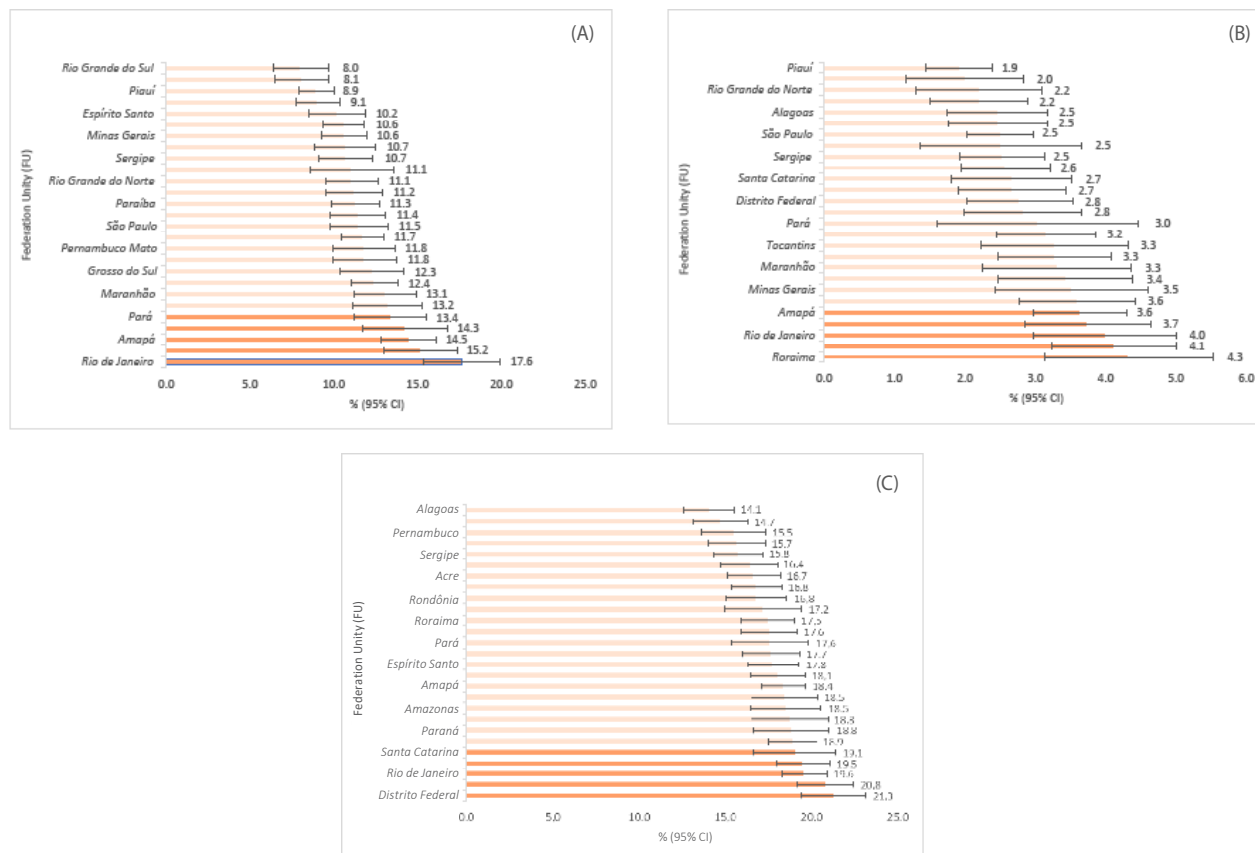 (A)
Federation Unity (FU)
Rio Grande do Sul 8.0
8.1
Piauí 8.9
9.1
Espírito Santo 10.2
10.6
Minas Gerais 10.6
10.7
Sergipe 10.7
11.1
Rio Grande do Norte 11.1
11.2
Paraíba 11.3
11.4
São Paulo 11.5
11.7
Pernambuco Mato 11.8
11.8
Grosso do Sul 12.3
12.4
Maranhão 13.1
13.2
Pará 13.4
14.3
Amapá 14.5
15.2
Rio de Janeiro 17.6
0.0 5.0 10.0 15.0 20.0 25.0
% (95% CI)
(B)
Federation Unity (FU)
Piauí 1.9
2.0
Rio Grande do Norte 2.2
2.2
Alagoas 2.5
2.5
São Paulo 2.5
2.5
Sergipe 2.5
2.6
Santa Catarina 2.7
2.7
Distrito Federal 2.8
2.8
Pará 3.0
3.2
Tocantins 3.3
3.3
Maranhão 3.3
3.4
Minas Gerais 3.5
3.6
Amapá 3.6
3.7
Rio de Janeiro 4.0
4.1
Roraima 4.3
0.0 1.0 2.0 3.0 4.0 5.0 6.0
% (95% CI)
(C)
Federation Unity (FU)
Alagoas 14.1
14.7
Pernambuco 15.5
15.7
Sergipe 15.8
16.4
Acre 16.7
16.8
Rondônia 16.8
17.2
Roraima 17.5
17.6
Pará 17.6
17.7
Espírito Santo 17.8
18.1
Amapá 18.4
18.5
Amazonas 18.5
18.8
Paraná 18.8
18.9
Santa Catarina 19.1
19.5
Rio de Janeiro 19.6
20.8
Distrito Federal 21.3
0.0 5.0 10.0 15.0 20.0 25.0
% (95% CI)